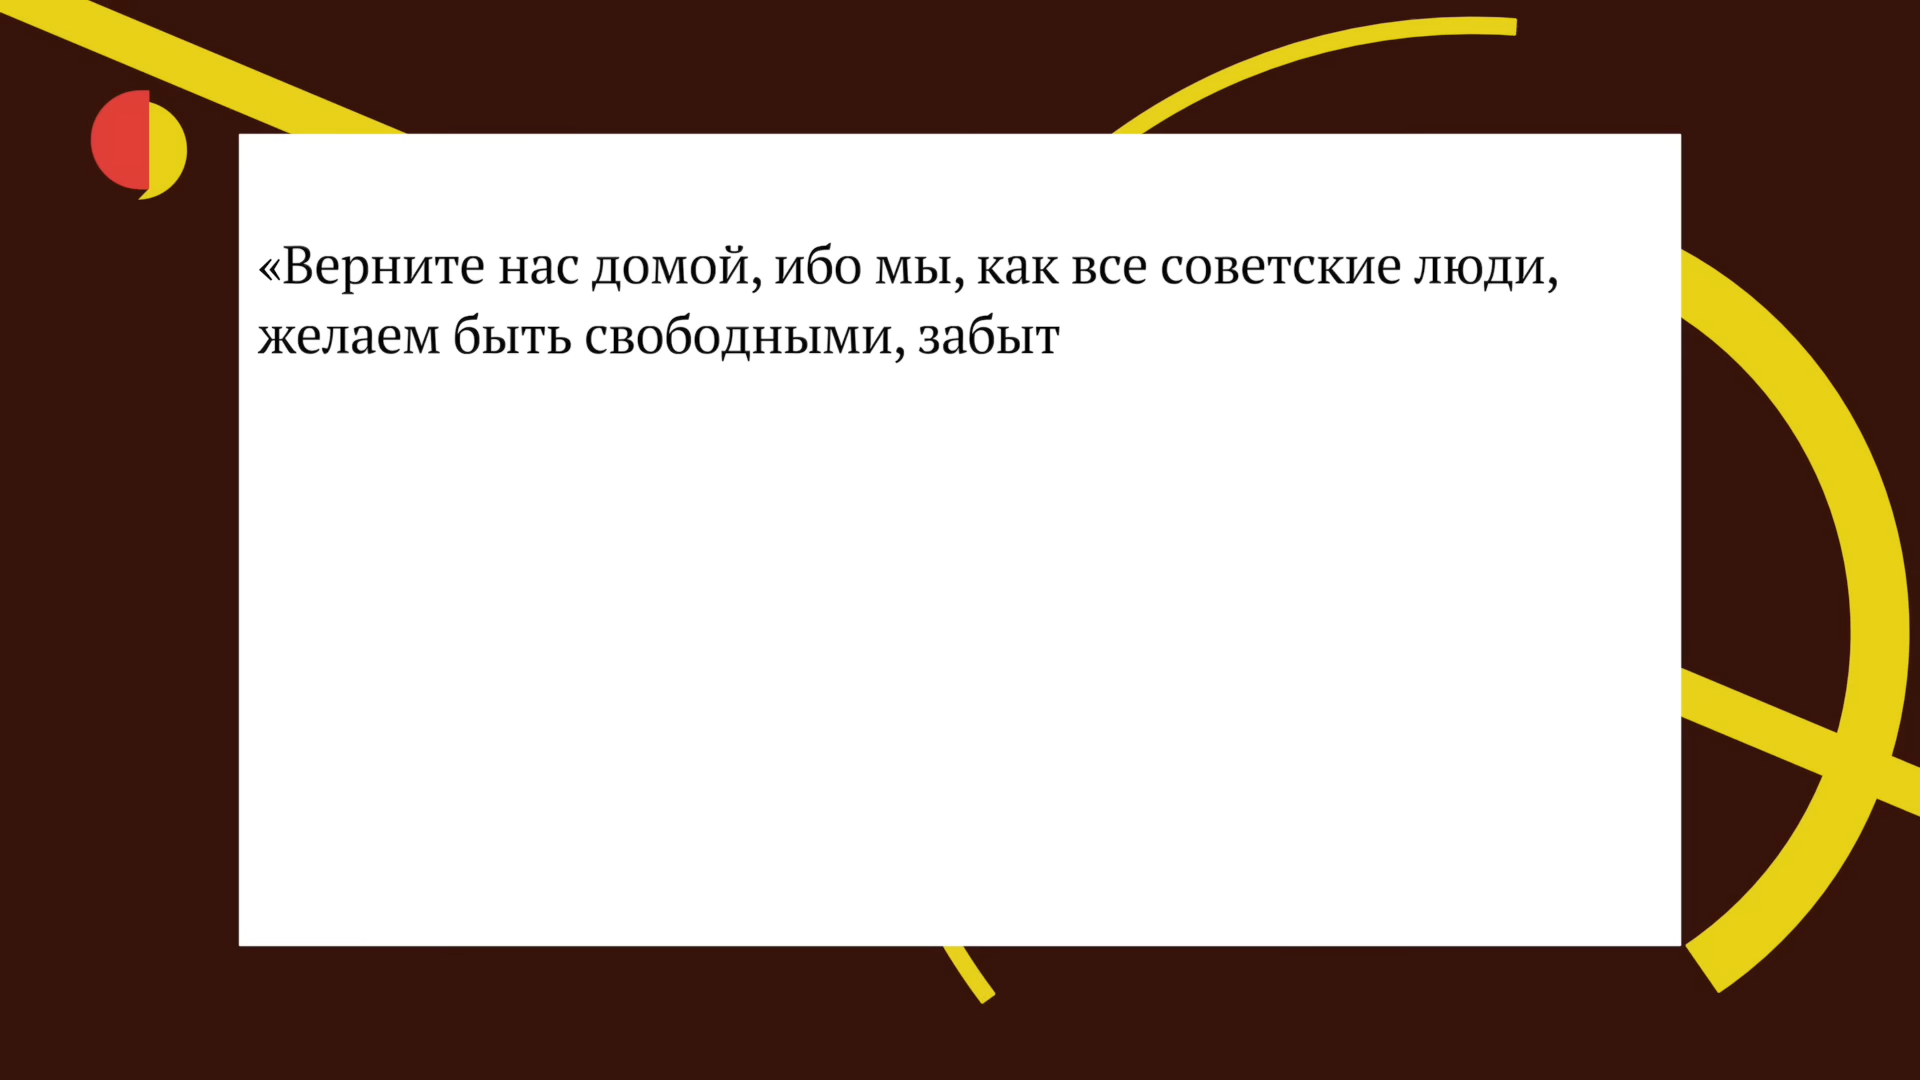 «Верните нас домой, ибо мы, как все советские люди,
желаем быть свободными, забыт